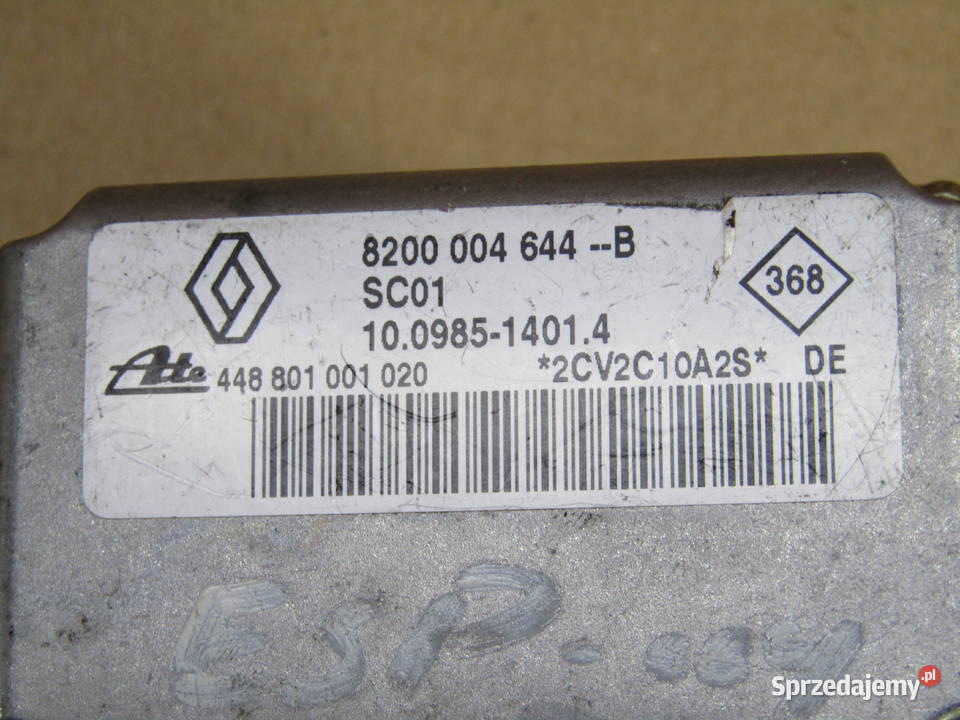 8200 004 644 --B
SC01
368
10.0985-1401.4
Ate 448 801 001 020 *2CV2C10A2S* DE
ESP-
Sprzedajemy.pl